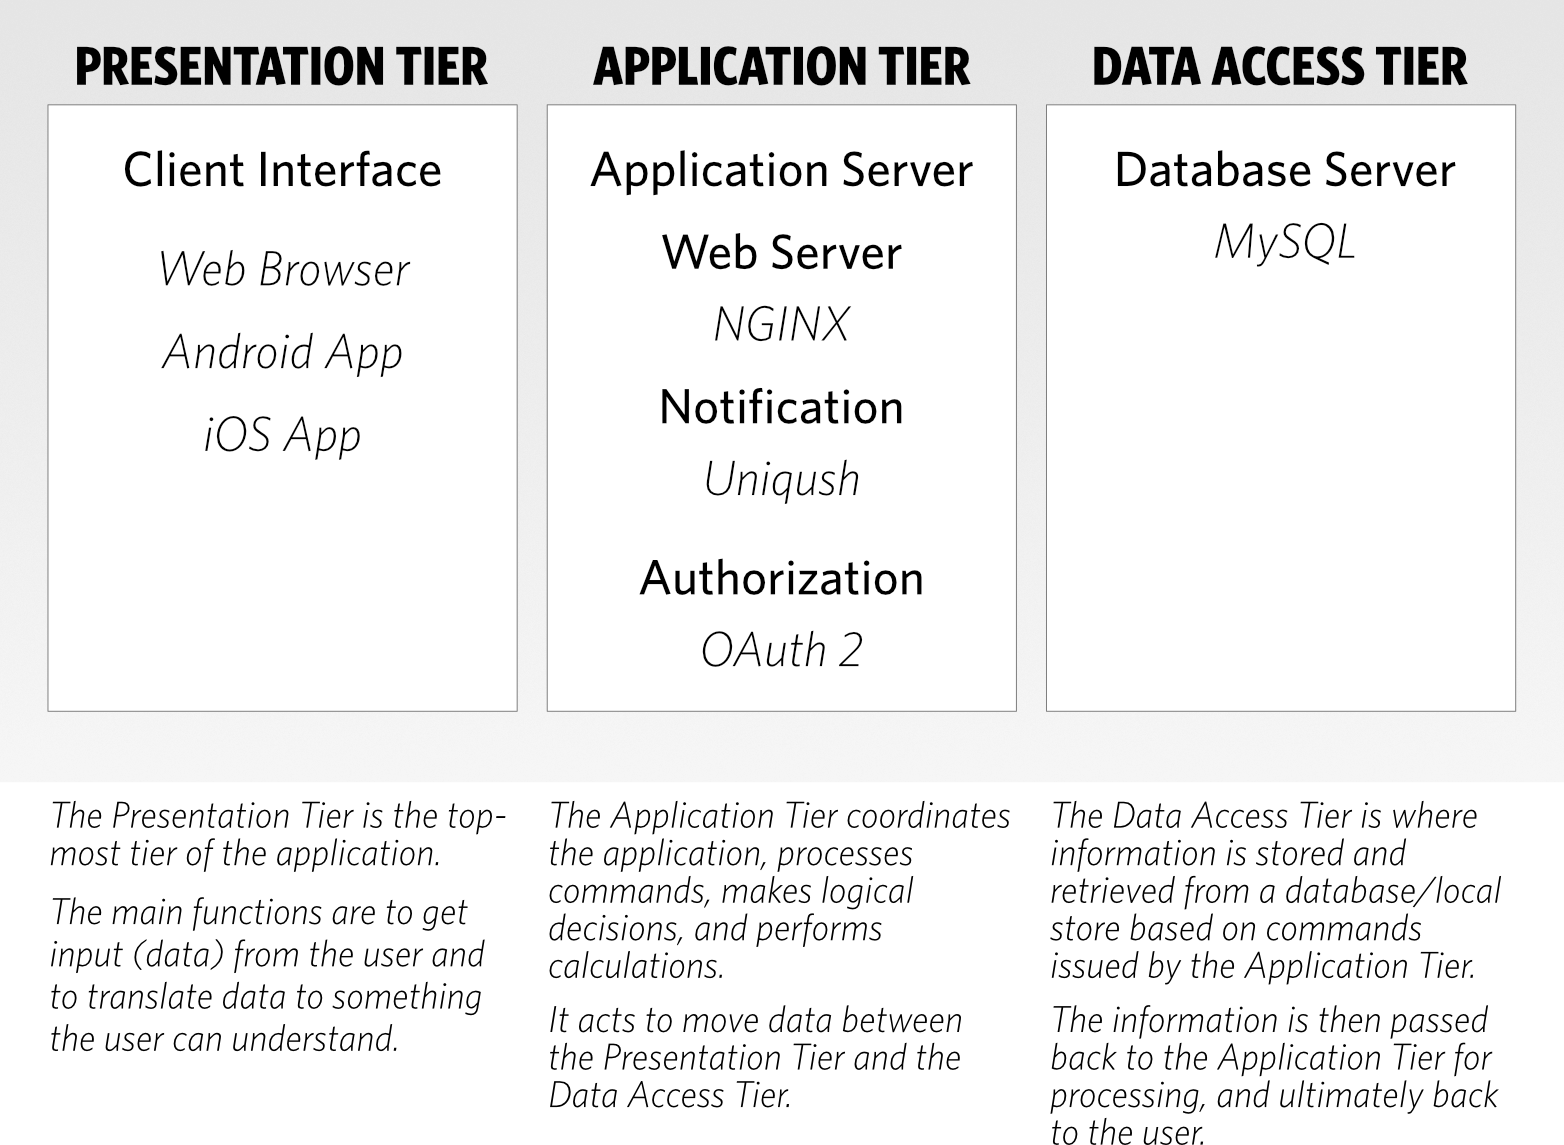 PRESENTATION TIER
Client Interface
Web Browser
Android App
iOS App
APPLICATION TIER
Application Server
Web Server
NGINX
Notification
Uniqush
Authorization
OAuth 2
DATA ACCESS TIER
Database Server
MySQL
The Presentation Tier is the top-
most tier of the application.
The main functions are to get
input (data) from the user and
to translate data to something
the user can understand.
The Application Tier coordinates
the application, processes
commands, makes logical
decisions, and performs
calculations.
It acts to move data between
the Presentation Tier and the
Data Access Tier.
The Data Access Tier is where
information is stored and
retrieved from a database/local
store based on commands
issued by the Application Tier.
The information is then passed
back to the Application Tier for
processing, and ultimately back
to the user.